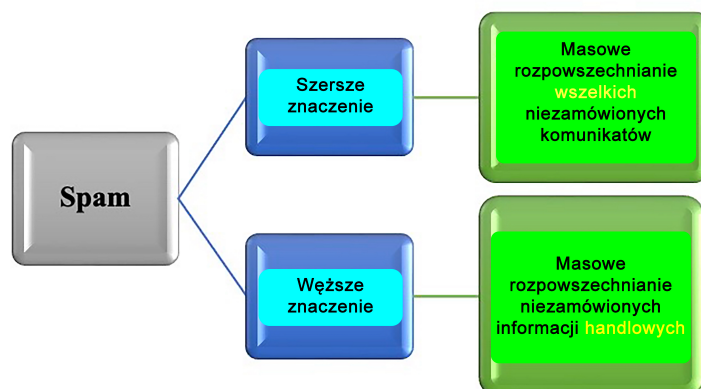 Spam
Szersze
znaczenie
Masowe
rozpowszechnianie
wszelkich
niezamówionych
komunikatów
Węższe
znaczenie
Masowe
rozpowszechnianie
niezamówionych
informacji handlowych